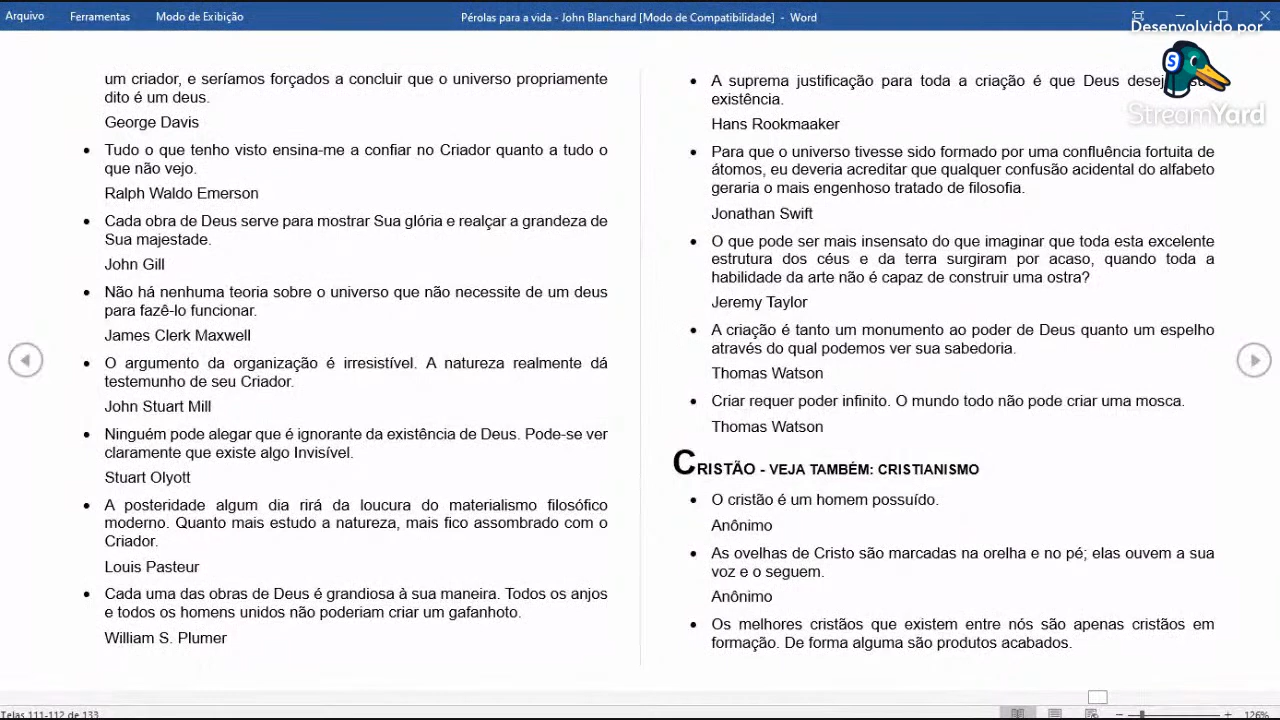 Arquivo Ferramentas Modo de Exibição Pérolas para a vida - John Blanchard [Modo de Compatibilidade] - Word
Desenvolvido por
StreamYard
um criador, e seríamos forçados a concluir que o universo propriamente
dito é um deus.
George Davis
• Tudo o que tenho visto ensina-me a confiar no Criador quanto a tudo o
que não vejo.
Ralph Waldo Emerson
• Cada obra de Deus serve para mostrar Sua glória e realçar a grandeza de
Sua majestade.
John Gill
• Não há nenhuma teoria sobre o universo que não necessite de um deus
para fazê-lo funcionar.
James Clerk Maxwell
• O argumento da organização é irresistível. A natureza realmente dá
testemunho de seu Criador.
John Stuart Mill
• Ninguém pode alegar que é ignorante da existência de Deus. Pode-se ver
claramente que existe algo Invisível.
Stuart Olyott
• A posteridade algum dia rirá da loucura do materialismo filosófico
moderno. Quanto mais estudo a natureza, mais fico assombrado com o
Criador.
Louis Pasteur
• Cada uma das obras de Deus é grandiosa à sua maneira. Todos os anjos
e todos os homens unidos não poderiam criar um gafanhoto.
William S. Plumer
• A suprema justificação para toda a criação é que Deus
existência.
Hans Rookmaaker
• Para que o universo tivesse sido formado por uma confluência fortuita de
átomos, eu deveria acreditar que qualquer confusão acidental do alfabeto
geraria o mais engenhoso tratado de filosofia.
Jonathan Swift
• O que pode ser mais insensato do que imaginar que toda esta excelente
estrutura dos céus e da terra surgiram por acaso, quando toda a
habilidade da arte não é capaz de construir uma ostra?
Jeremy Taylor
• A criação é tanto um monumento ao poder de Deus quanto um espelho
através do qual podemos ver sua sabedoria.
Thomas Watson
• Criar requer poder infinito. O mundo todo não pode criar uma mosca.
Thomas Watson
CRISTÃO - VEJA TAMBÉM: CRISTIANISMO
• O cristão é um homem possuído.
Anônimo
• As ovelhas de Cristo são marcadas na orelha e no pé; elas ouvem a sua
voz e o seguem.
Anônimo
• Os melhores cristãos que existem entre nós são apenas cristãos em
formação. De forma alguma são produtos acabados.
Telas 111-112 de 133 126%